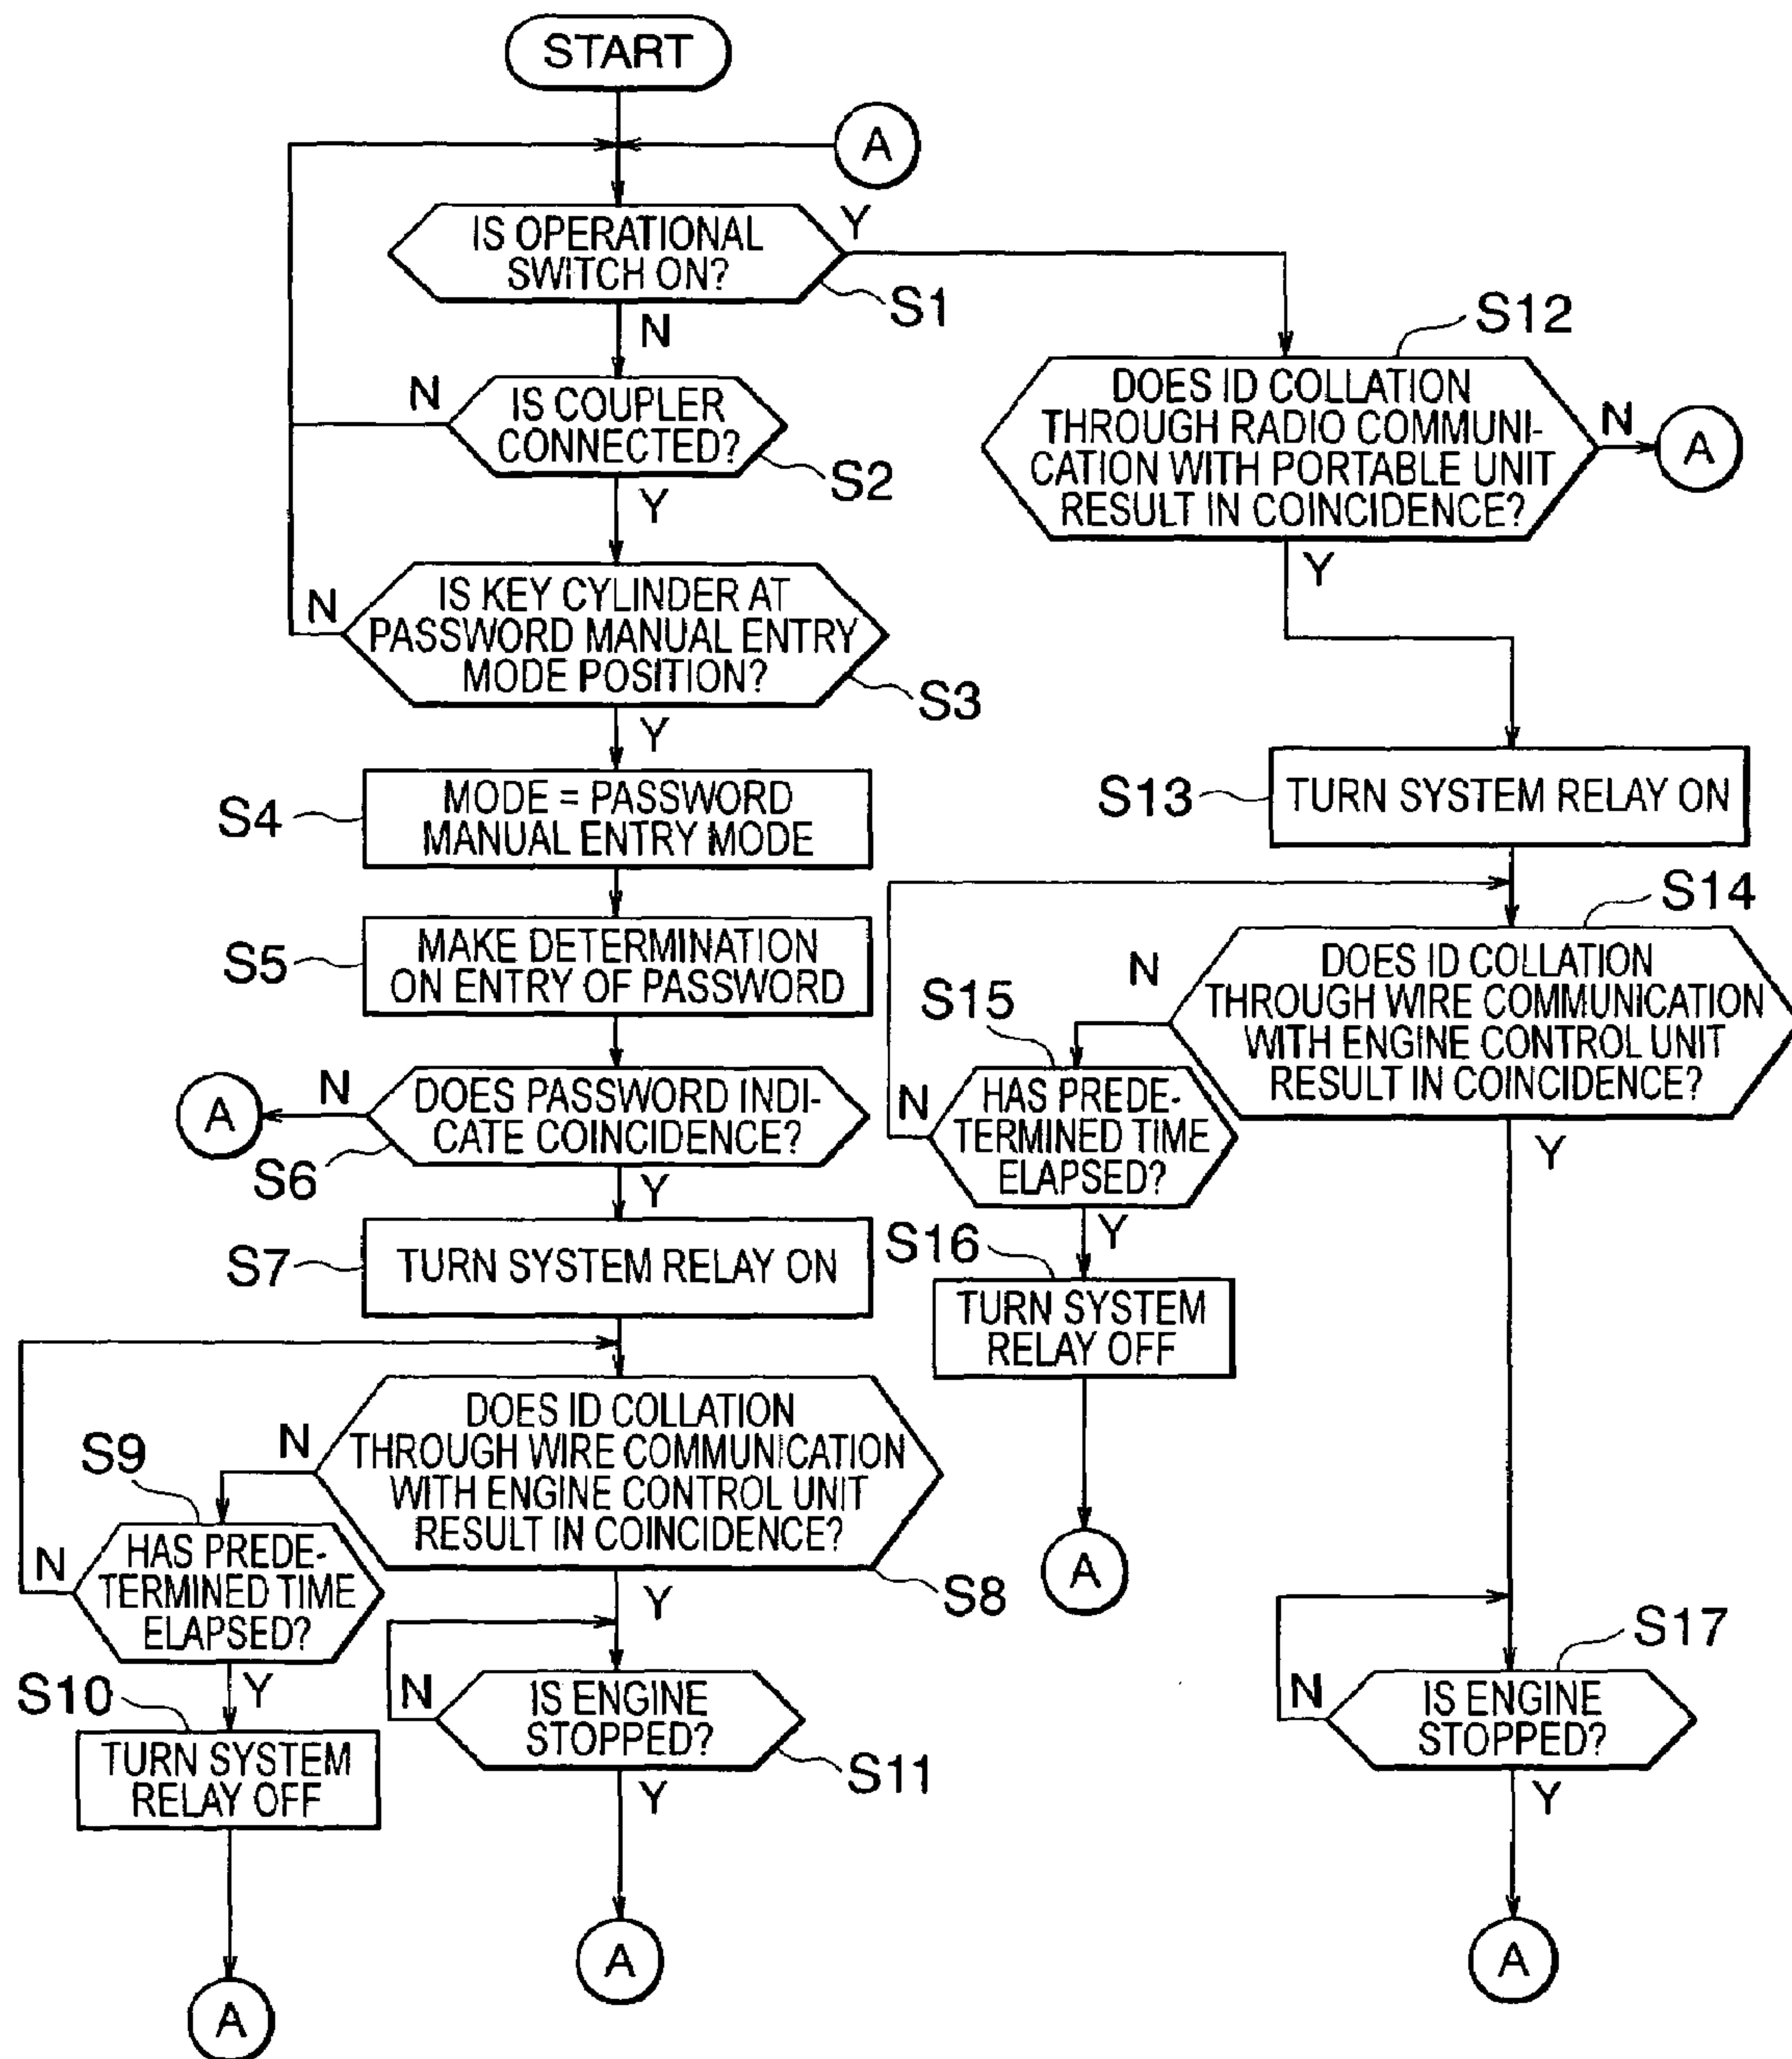 START
A
IS OPERATIONAL
SWITCH ON?
Y
S1
N
IS COUPLER
CONNECTED?
N
S2
Y
IS KEY CYLINDER AT
PASSWORD MANUAL ENTRY
MODE POSITION?
N
S3
Y
S4
MODE = PASSWORD
MANUAL ENTRY MODE
S5
MAKE DETERMINATION
ON ENTRY OF PASSWORD
A
N
DOES PASSWORD INDI-
CATE COINCIDENCE?
S6
Y
S7
TURN SYSTEM RELAY ON
DOES ID COLLATION
THROUGH WIRE COMMUNICATION
WITH ENGINE CONTROL UNIT
RESULT IN COINCIDENCE?
N
S8
Y
S9
HAS PREDE-
TERMINED TIME
ELAPSED?
N
Y
S10
TURN SYSTEM
RELAY OFF
A
IS ENGINE
STOPPED?
N
S11
Y
A
S12
DOES ID COLLATION
THROUGH RADIO COMMUNI-
CATION WITH PORTABLE UNIT
RESULT IN COINCIDENCE?
N
A
Y
S13
TURN SYSTEM RELAY ON
S14
DOES ID COLLATION
THROUGH WIRE COMMUNICATION
WITH ENGINE CONTROL UNIT
RESULT IN COINCIDENCE?
N
Y
S15
HAS PREDE-
TERMINED TIME
ELAPSED?
N
Y
S16
TURN SYSTEM
RELAY OFF
A
S17
IS ENGINE
STOPPED?
N
Y
A